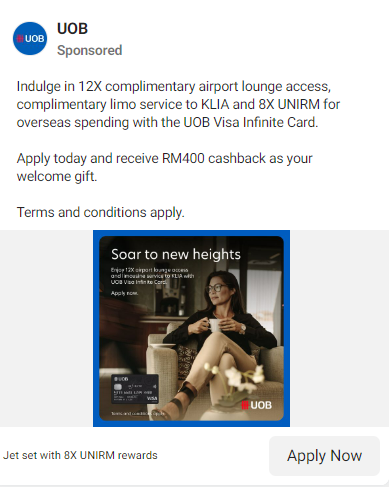 UOB
UOB
Sponsored
Indulge in 12X complimentary airport lounge access,
complimentary limo service to KLIA and 8X UNIRM for
overseas spending with the UOB Visa Infinite Card.
Apply today and receive RM400 cashback as your
welcome gift.
Terms and conditions apply.
Soar to new heights
Enjoy 12X airport lounge access
and limousine service to KLIA with
UOB Visa Infinite Card.
Apply now.
UOB
VISA
UOB
Terms and conditions apply.
Jet set with 8X UNIRM rewards
Apply Now